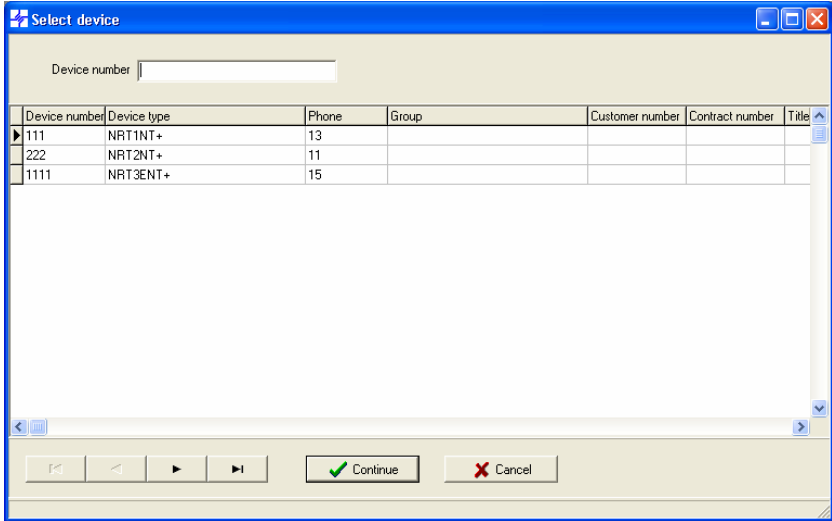 Select device
Device number
Device number Device type Phone Group Customer number Contract number Title
111 NRT1NT+ 13
222 NRT2NT+ 11
1111 NRT3ENT+ 15
Continue Cancel